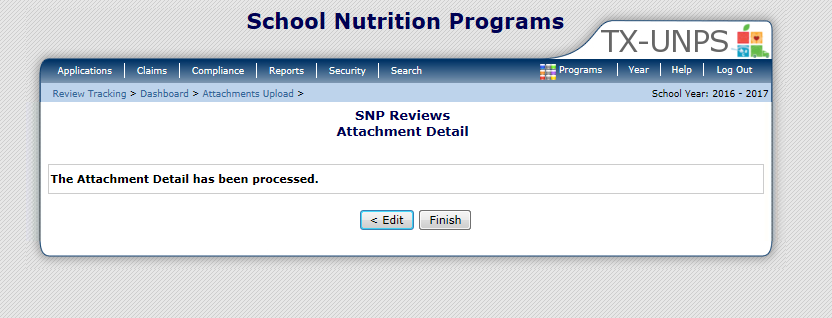 School Nutrition Programs
TX-UNPS
Applications Claims Compliance Reports Security Search Programs Year Help Log Out
Review Tracking > Dashboard > Attachments Upload > School Year: 2016 - 2017
SNP Reviews
Attachment Detail
The Attachment Detail has been processed.
< Edit Finish